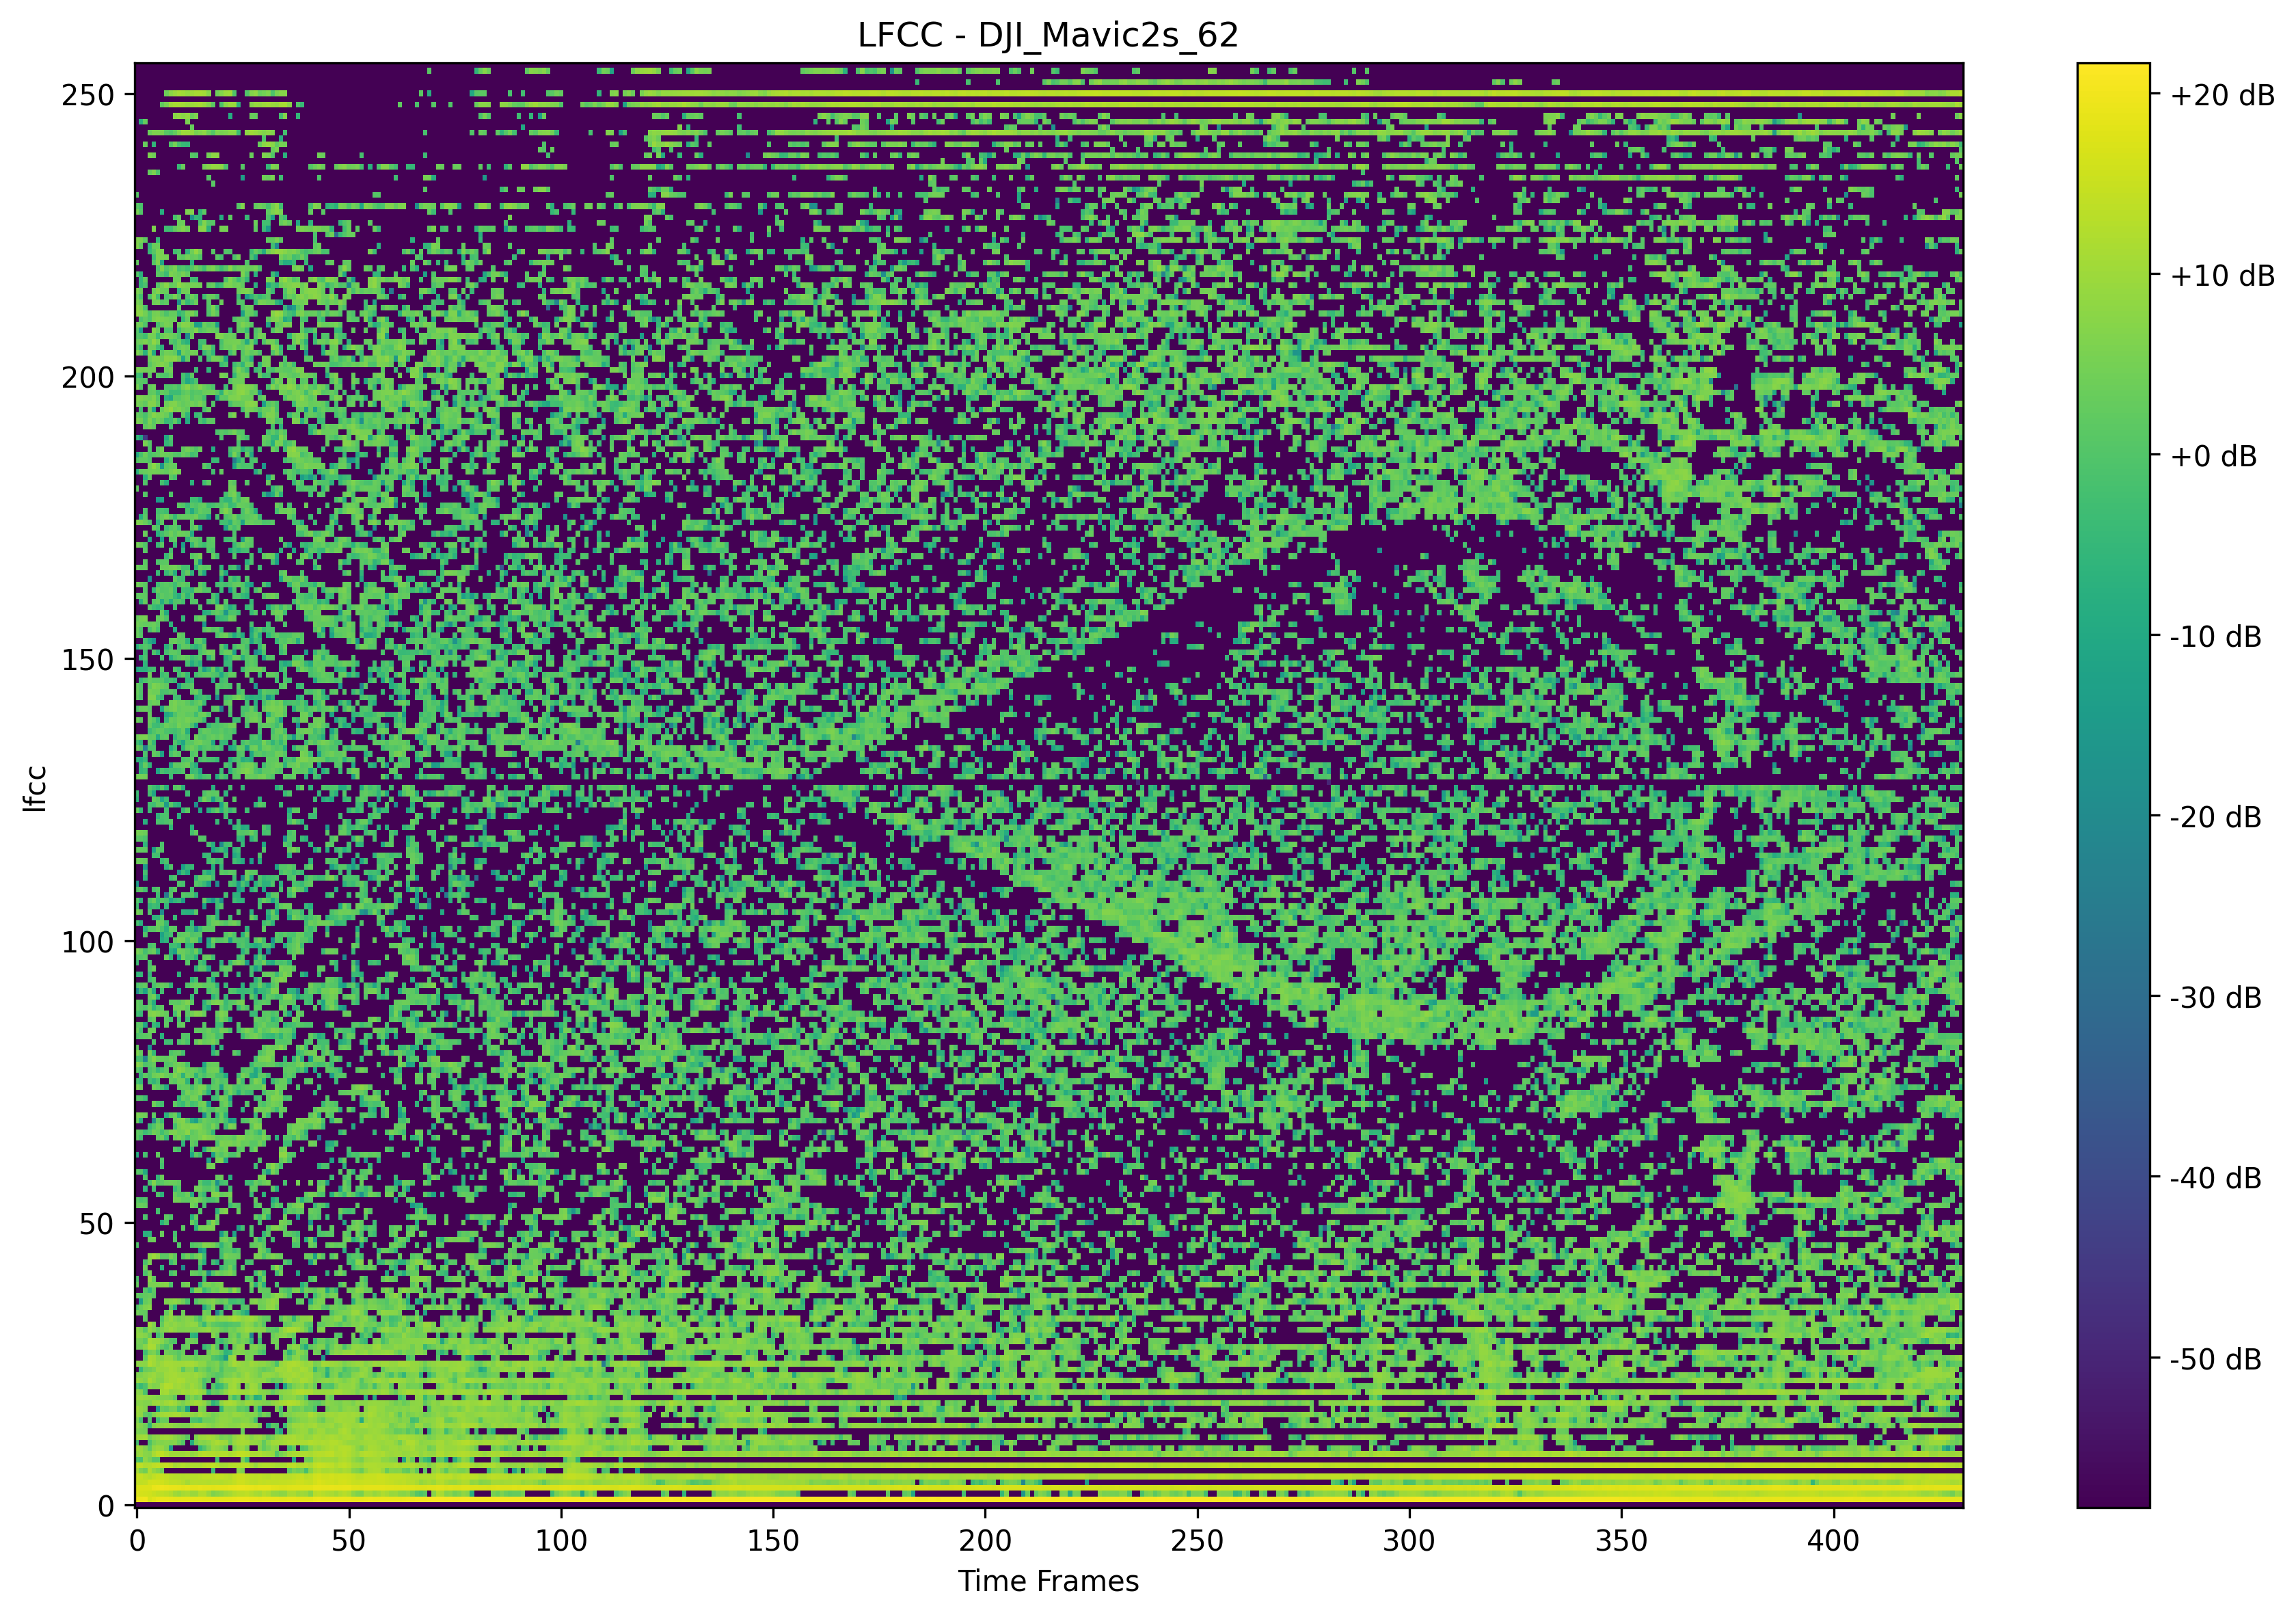 LFCC - DJI_Mavic2s_62
250
200
150
100
50
0
lfcc
0 50 100 150 200 250 300 350 400
Time Frames
+20 dB
+10 dB
+0 dB
-10 dB
-20 dB
-30 dB
-40 dB
-50 dB